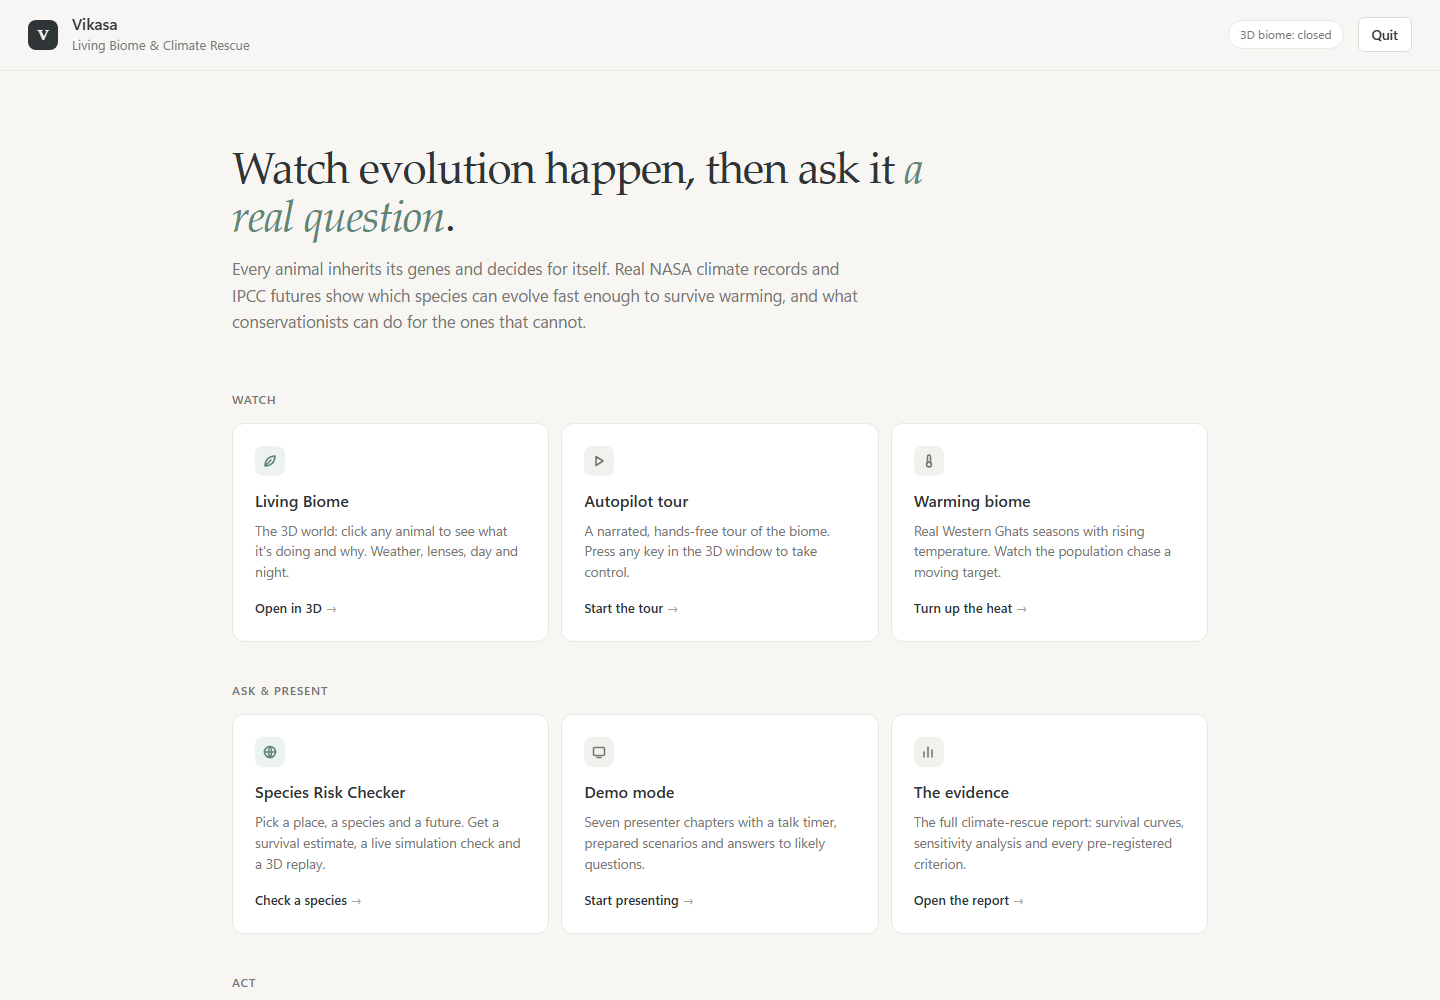 V
Vikasa
Living Biome & Climate Rescue
3D biome: closed
Quit
Watch evolution happen, then ask it a
real question.
Every animal inherits its genes and decides for itself. Real NASA climate records and
IPCC futures show which species can evolve fast enough to survive warming, and what
conservationists can do for the ones that cannot.
WATCH
Living Biome
The 3D world: click any animal to see what
it's doing and why. Weather, lenses, day and
night.
Open in 3D →
Autopilot tour
A narrated, hands-free tour of the biome.
Press any key in the 3D window to take
control.
Start the tour →
Warming biome
Real Western Ghats seasons with rising
temperature. Watch the population chase a
moving target.
Turn up the heat →
ASK & PRESENT
Species Risk Checker
Pick a place, a species and a future. Get a
survival estimate, a live simulation check and
a 3D replay.
Check a species →
Demo mode
Seven presenter chapters with a talk timer,
prepared scenarios and answers to likely
questions.
Start presenting →
The evidence
The full climate-rescue report: survival curves,
sensitivity analysis and every pre-registered
criterion.
Open the report →
ACT